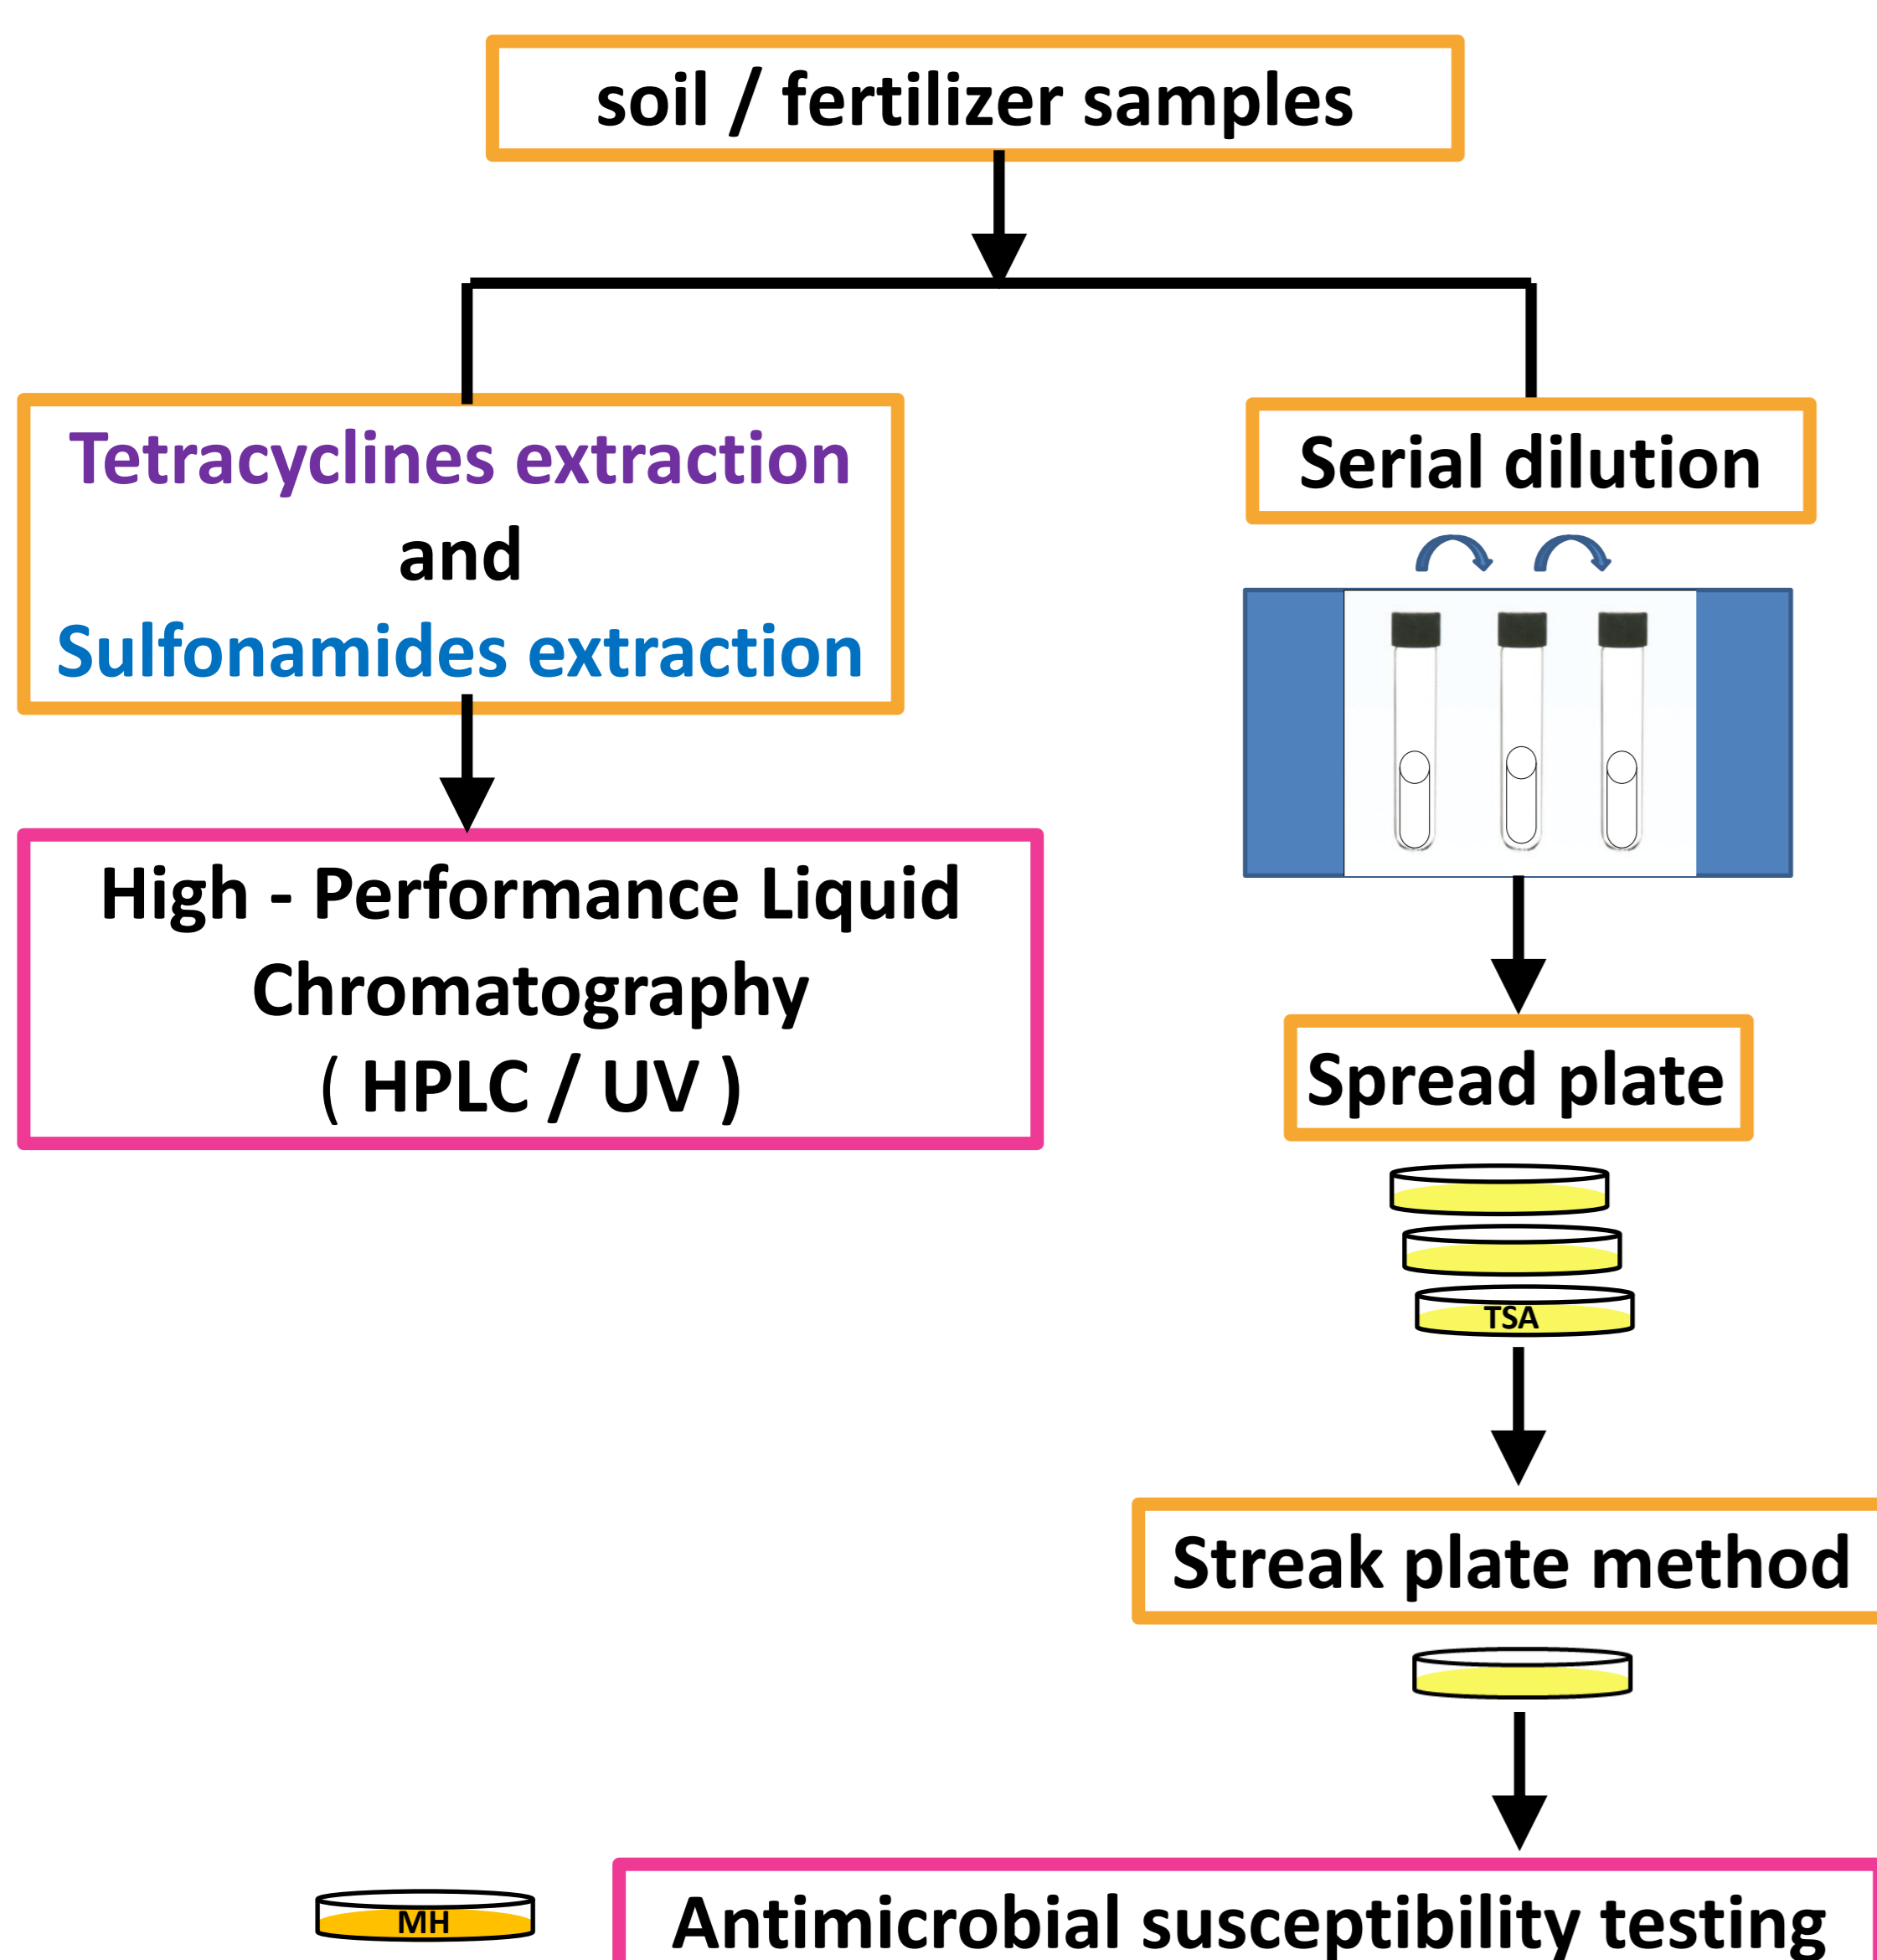 soil / fertilizer samples
Tetracyclines extraction
and
Sulfonamides extraction
High - Performance Liquid
Chromatography
( HPLC / UV )
Serial dilution
Spread plate
TSA
Streak plate method
MH
Antimicrobial susceptibility testing